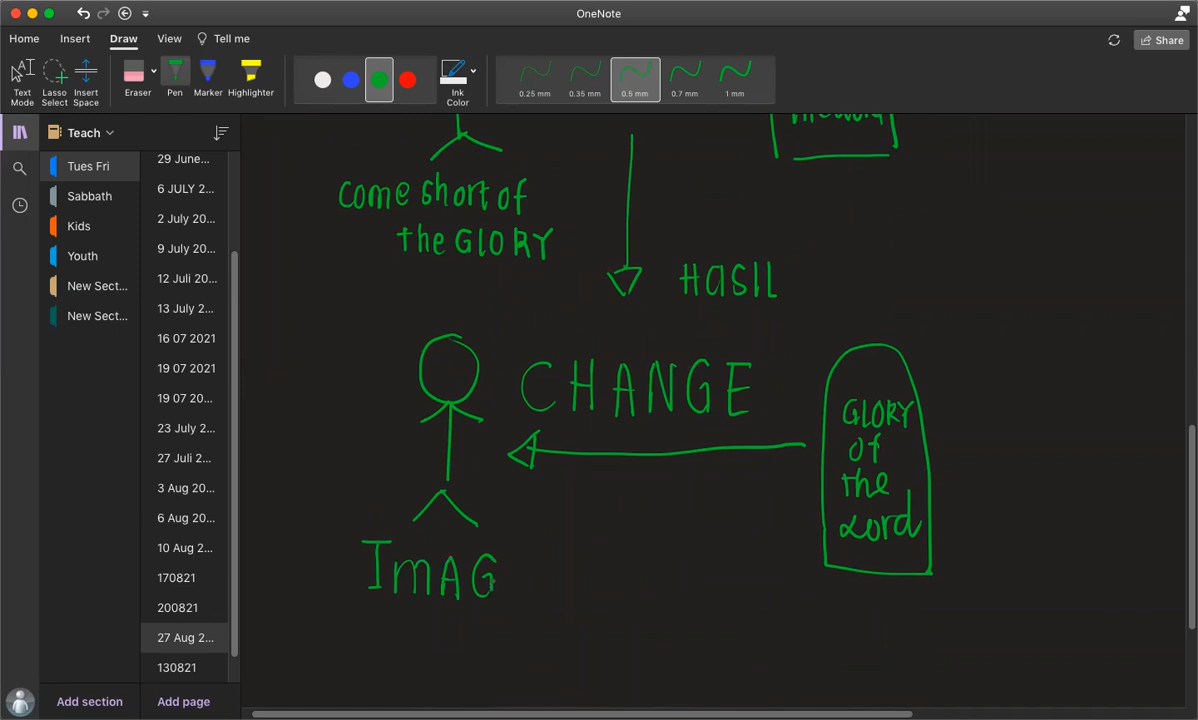 OneNote
Home Insert Draw View Tell me
Share
Text Mode
Lasso Select
Insert Space
Eraser
Pen
Marker
Highlighter
Ink Color
0.25 mm
0.35 mm
0.5 mm
0.7 mm
1 mm
Teach
Tues Fri
Sabbath
Kids
Youth
New Sect...
New Sect...
29 June...
6 JULY 2...
2 July 20...
9 July 20...
12 Juli 20...
13 July 2...
16 07 2021
19 07 2021
19 07 2021
23 July 2...
27 Juli 2...
3 Aug 20...
6 Aug 20...
10 Aug 2...
170821
200821
27 Aug 2...
130821
Add section
Add page
come short of
the GLORY
HASIL
CHANGE
GLORY
of
the
Lord
ImAG